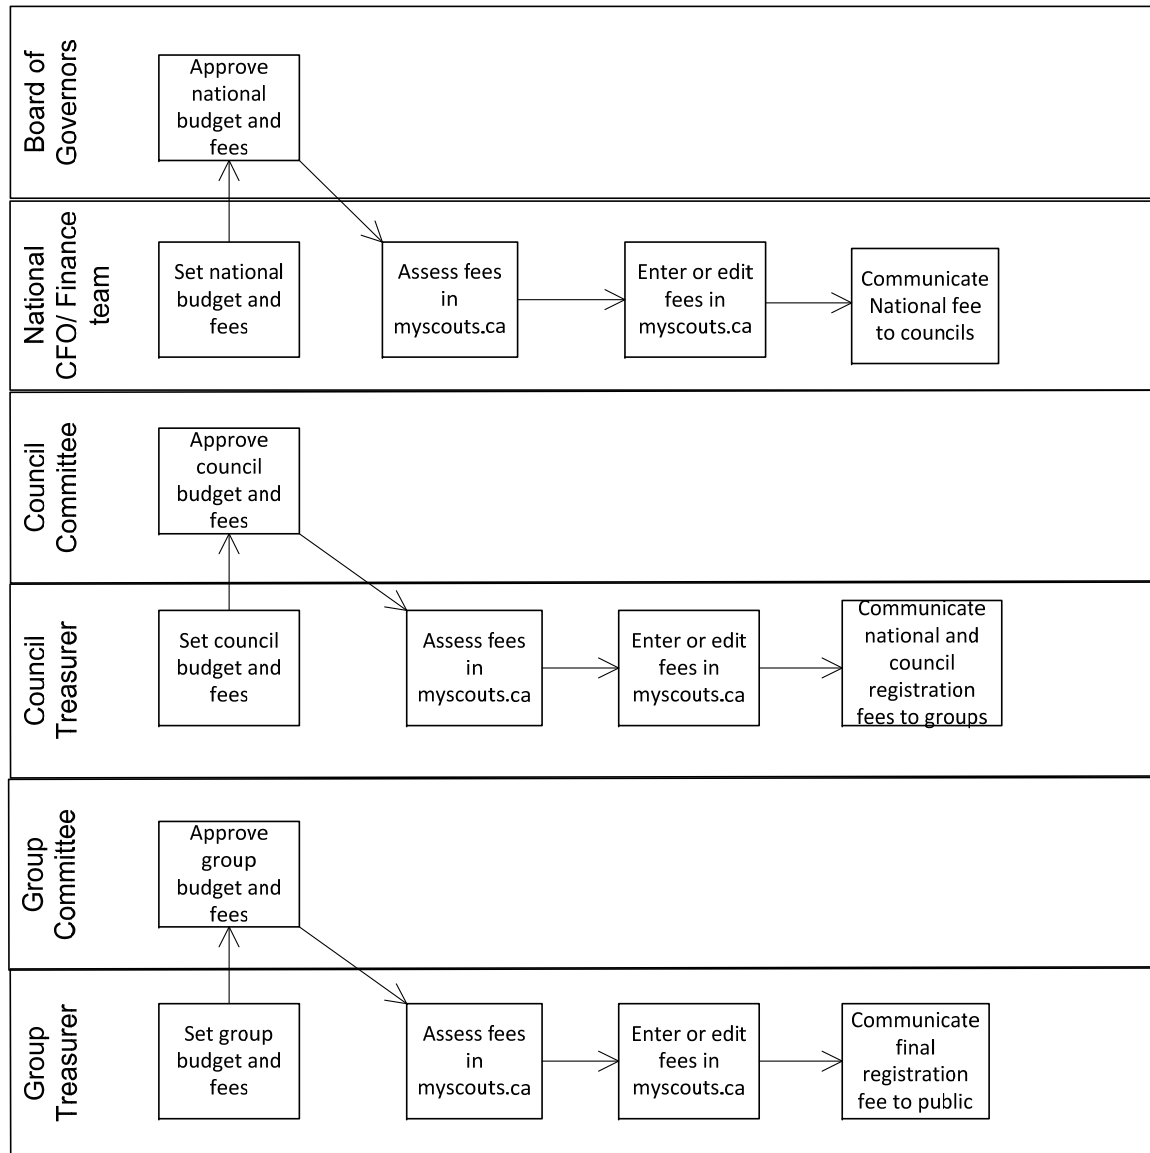 Board of
Governors
Approve
national
budget and
fees
National
CFO/ Finance
team
Set national
budget and
fees
Assess fees
in
myscouts.ca
Enter or edit
fees in
myscouts.ca
Communicate
National fee
to councils
Council
Committee
Approve
council
budget and
fees
Council
Treasurer
Set council
budget and
fees
Assess fees
in
myscouts.ca
Enter or edit
fees in
myscouts.ca
Communicate
national and
council
registration
fees to groups
Group
Committee
Approve
group
budget and
fees
Group
Treasurer
Set group
budget and
fees
Assess fees
in
myscouts.ca
Enter or edit
fees in
myscouts.ca
Communicate
final
registration
fee to public